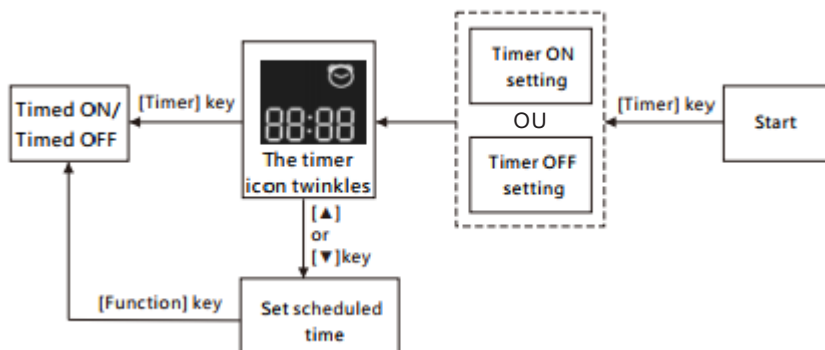 Timed ON/
Timed OFF
[Timer] key
88:88
The timer
icon twinkles
Timer ON
setting
OU
Timer OFF
setting
[Timer] key
Start
[▲]
or
[▼]key
[Function] key
Set scheduled
time